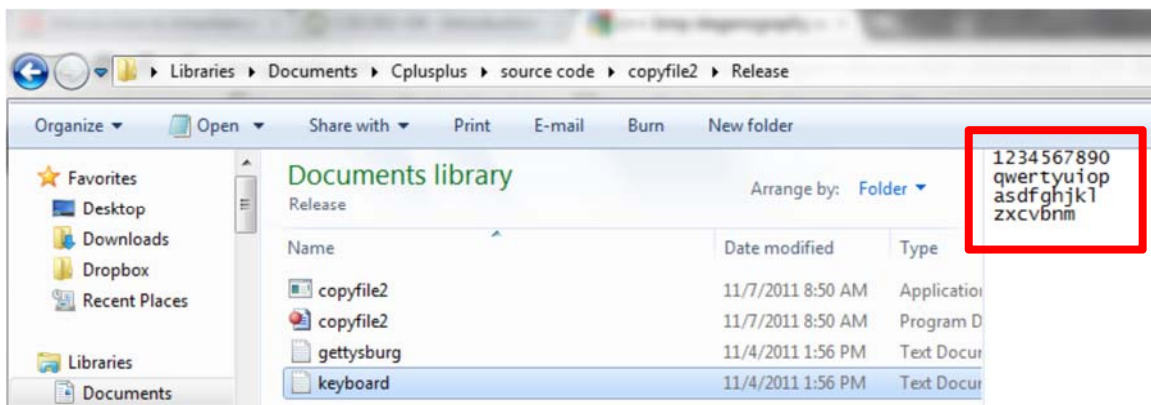 Libraries Documents Cplusplus source code copyfile2 Release
Organize Open Share with Print E-mail Burn New folder
Favorites
Desktop
Downloads
Dropbox
Recent Places
Libraries
Documents
Documents library
Release
Arrange by: Folder
Name Date modified Type
copyfile2 11/7/2011 8:50 AM Applicatio
copyfile2 11/7/2011 8:50 AM Program D
gettysburg 11/4/2011 1:56 PM Text Docu
keyboard 11/4/2011 1:56 PM Text Docu
1234567890
qwertyuiop
asdfghjkl
zxcvbnm